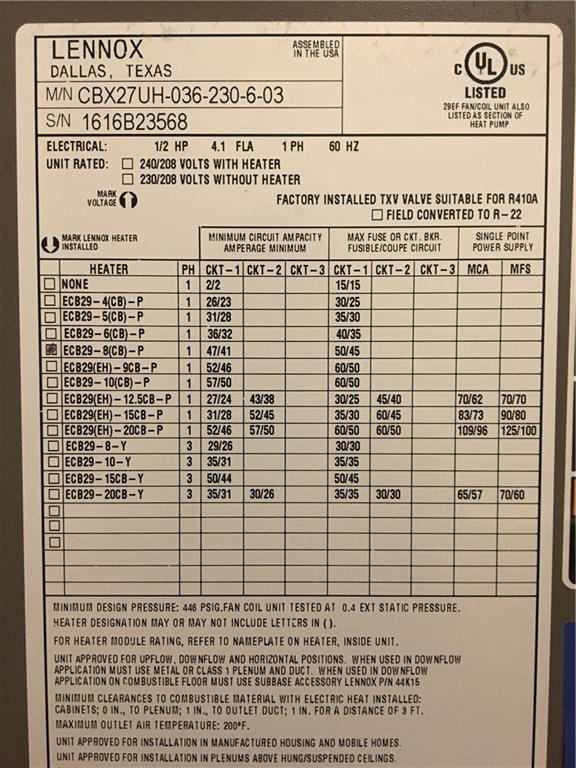 LENNOX
DALLAS, TEXAS
ASSEMBLED
IN THE USA
C UL US
LISTED
29EF FAN/COIL UNIT ALSO
LISTED AS SECTION OF
HEAT PUMP
M/N CBX27UH-036-230-6-03
S/N 1616B23568
ELECTRICAL: 1/2 HP 4.1 FLA 1 PH 60 HZ
UNIT RATED: 240/208 VOLTS WITH HEATER
230/208 VOLTS WITHOUT HEATER
MARK
VOLTAGE
FACTORY INSTALLED TXV VALVE SUITABLE FOR R410A
FIELD CONVERTED TO R-22
MARK LENNOX HEATER
INSTALLED
MINIMUM CIRCUIT AMPACITY
AMPERAGE MINIMUM
MAX FUSE OR CKT. BKR.
FUSIBLE/COUPE CIRCUIT
SINGLE POINT
POWER SUPPLY
HEATER PH CKT-1 CKT-2 CKT-3 CKT-1 CKT-2 CKT-3 MCA MFS
NONE 1 2/2 15/15
ECB29-4(CB)-P 1 26/23 30/25
ECB29-5(CB)-P 1 31/28 35/30
ECB29-6(CB)-P 1 36/32 40/35
ECB29-8(CB)-P 1 47/41 50/45
ECB29(EH)-9CB-P 1 52/46 60/50
ECB29-10(CB)-P 1 57/50 60/50
ECB29(EH)-12.5CB-P 1 27/24 43/38 30/25 45/40 70/62 70/70
ECB29(EH)-15CB-P 1 31/28 52/45 35/30 60/45 83/73 90/80
ECB29(EH)-20CB-P 1 52/46 57/50 60/50 60/50 109/96 125/100
ECB29-8-Y 3 29/26 30/30
ECB29-10-Y 3 35/31 35/35
ECB29-15CB-Y 3 50/44 50/45
ECB29-20CB-Y 3 35/31 30/26 35/35 30/30 65/57 70/60
MINIMUM DESIGN PRESSURE: 446 PSIG.FAN COIL UNIT TESTED AT 0.4 EXT STATIC PRESSURE.
HEATER DESIGNATION MAY OR MAY NOT INCLUDE LETTERS IN ( ).
FOR HEATER MODULE RATING, REFER TO NAMEPLATE ON HEATER, INSIDE UNIT.
UNIT APPROVED FOR UPFLOW, DOWNFLOW AND HORIZONTAL POSITIONS. WHEN USED IN DOWNFLOW
APPLICATION MUST USE METAL OR CLASS 1 PLENUM AND DUCT. WHEN USED IN DOWNFLOW
APPLICATION ON COMBUSTIBLE FLOOR MUST USE SUBBASE ACCESSORY LENNOX P/N 44K15
MINIMUM CLEARANCES TO COMBUSTIBLE MATERIAL WITH ELECTRIC HEAT INSTALLED:
CABINETS; 0 IN., TO PLENUM; 1 IN., TO OUTLET DUCT; 1 IN. FOR A DISTANCE OF 3 FT.
MAXIMUM OUTLET AIR TEMPERATURE: 200°F.
UNIT APPROVED FOR INSTALLATION IN MANUFACTURED HOUSING AND MOBILE HOMES.
UNIT APPROVED FOR INSTALLATION IN PLENUMS ABOVE HUNG/SUSPENDED CEILINGS.